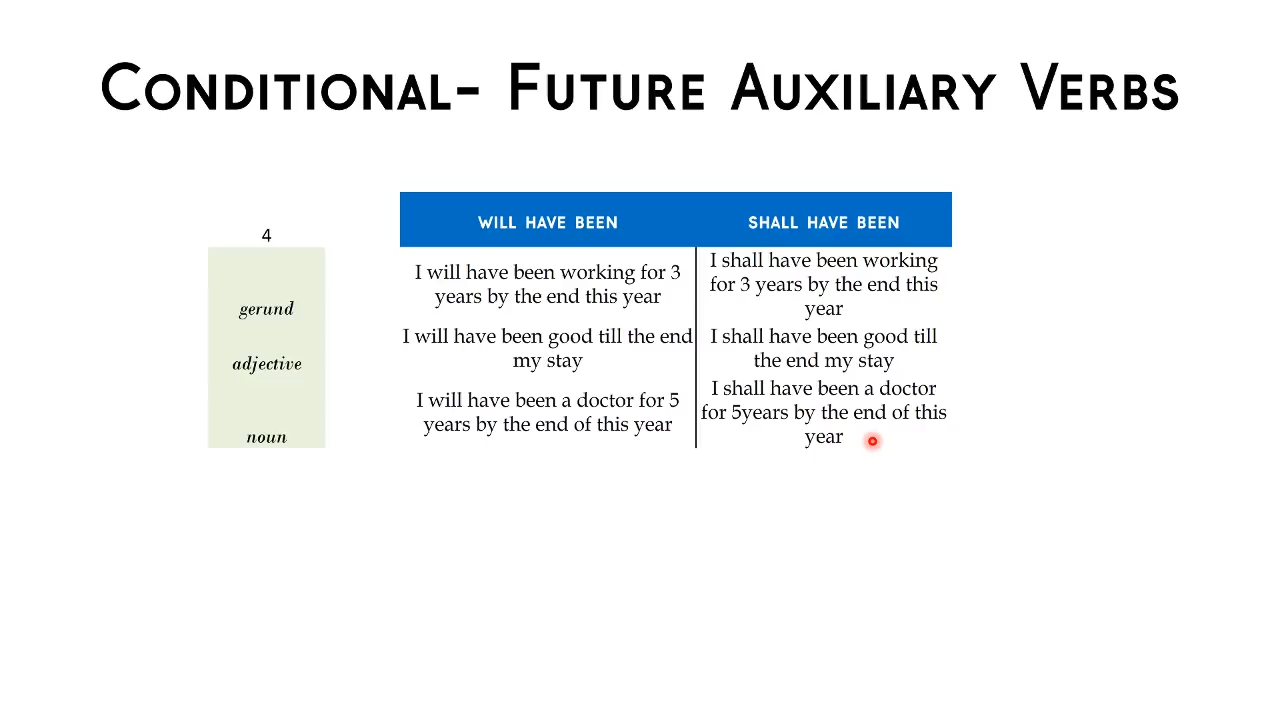 Conditional- Future Auxiliary Verbs
WILL HAVE BEEN
SHALL HAVE BEEN
4
gerund
I will have been working for 3
years by the end this year
I shall have been working
for 3 years by the end this
year
adjective
I will have been good till the end
my stay
I shall have been good till
the end my stay
noun
I will have been a doctor for 5
years by the end of this year
I shall have been a doctor
for 5years by the end of this
year